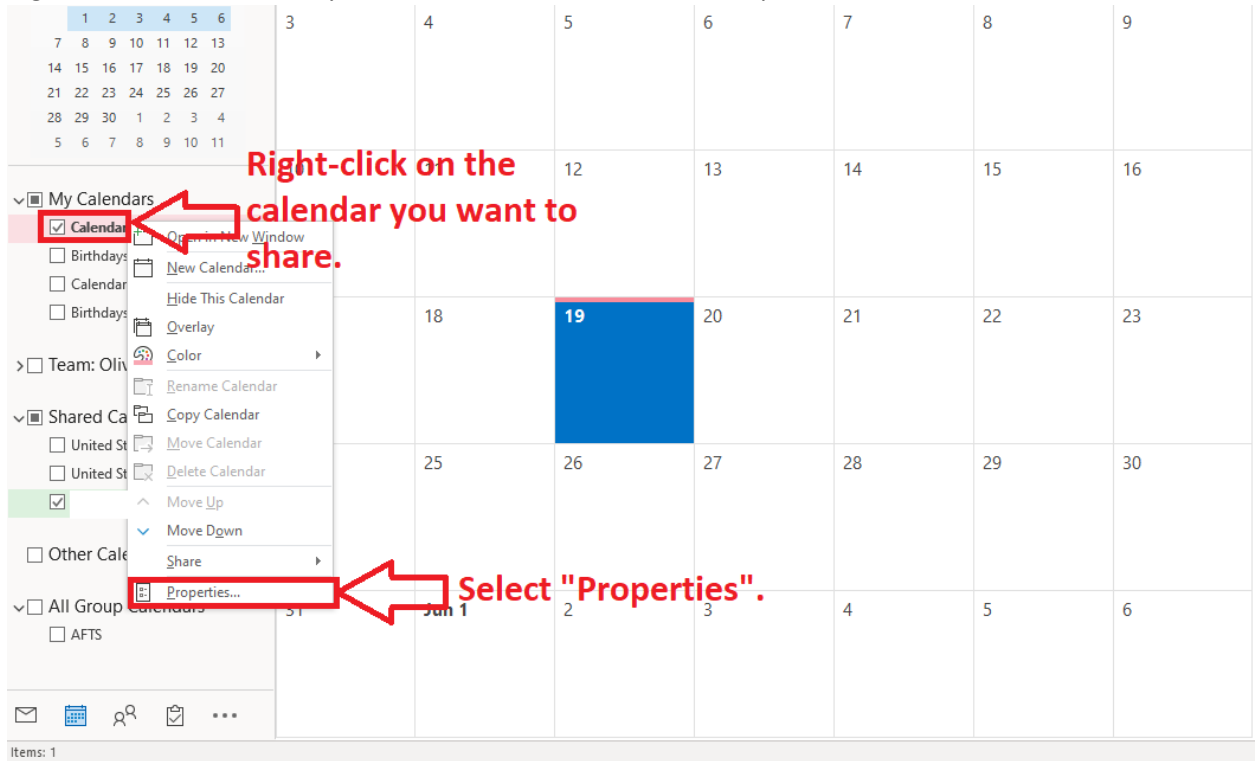 1 2 3 4 5 6
7 8 9 10 11 12 13
14 15 16 17 18 19 20
21 22 23 24 25 26 27
28 29 30 1 2 3 4
5 6 7 8 9 10 11
My Calendars
Calendar
Birthdays
Calendar
Birthdays
Team:
Shared
United
United
Other
All Group Calendars
AFTS
Items: 1
Open in New Window
New Calendar...
Hide This Calendar
Overlay
Color
Rename Calendar
Copy Calendar
Move Calendar
Delete Calendar
Move Up
Move Down
Share
Properties...
Right-click on the
calendar you want to
share.
Select "Properties".
3 4 5 6 7 8 9
12 13 14 15 16
18 19 20 21 22 23
25 26 27 28 29 30
31 Jun 1 2 3 4 5 6